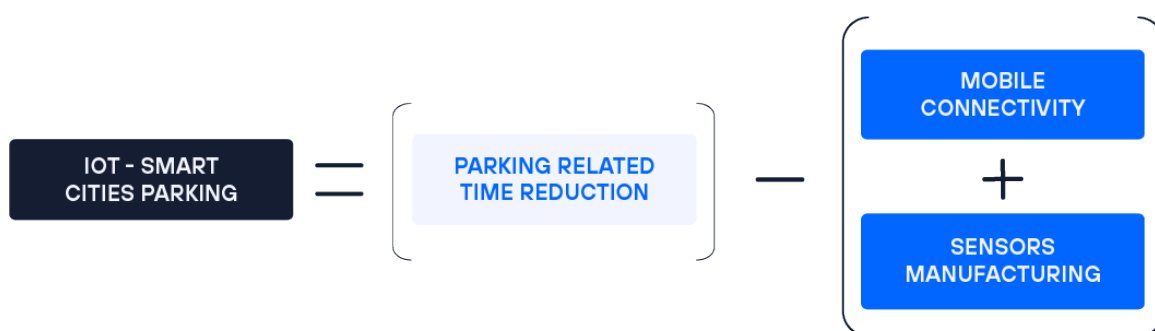 IOT - SMART
CITIES PARKING
=
PARKING RELATED
TIME REDUCTION
-
MOBILE
CONNECTIVITY
+
SENSORS
MANUFACTURING